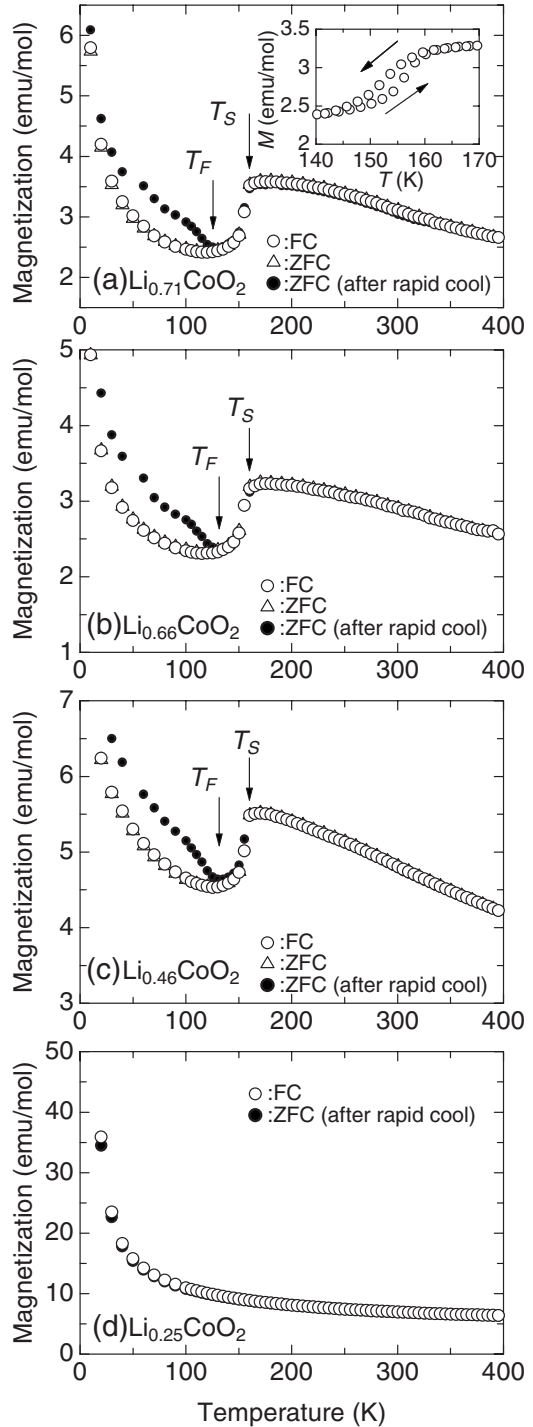 Magnetization (emu/mol)
6
5
4
3
2
T_F
T_S
M (emu/mol)
3.5
3
2.5
2
140 150 160 170
T (K)
○ :FC
△ :ZFC
● :ZFC (after rapid cool)
(a)Li0.71CoO2
0 100 200 300 400
Magnetization (emu/mol)
5
4
3
2
1
T_F
T_S
○ :FC
△ :ZFC
● :ZFC (after rapid cool)
(b)Li0.66CoO2
0 100 200 300 400
Magnetization (emu/mol)
7
6
5
4
3
T_F
T_S
○ :FC
△ :ZFC
● :ZFC (after rapid cool)
(c)Li0.46CoO2
0 100 200 300 400
Magnetization (emu/mol)
50
40
30
20
10
0
○ :FC
● :ZFC (after rapid cool)
(d)Li0.25CoO2
0 100 200 300 400
Temperature (K)